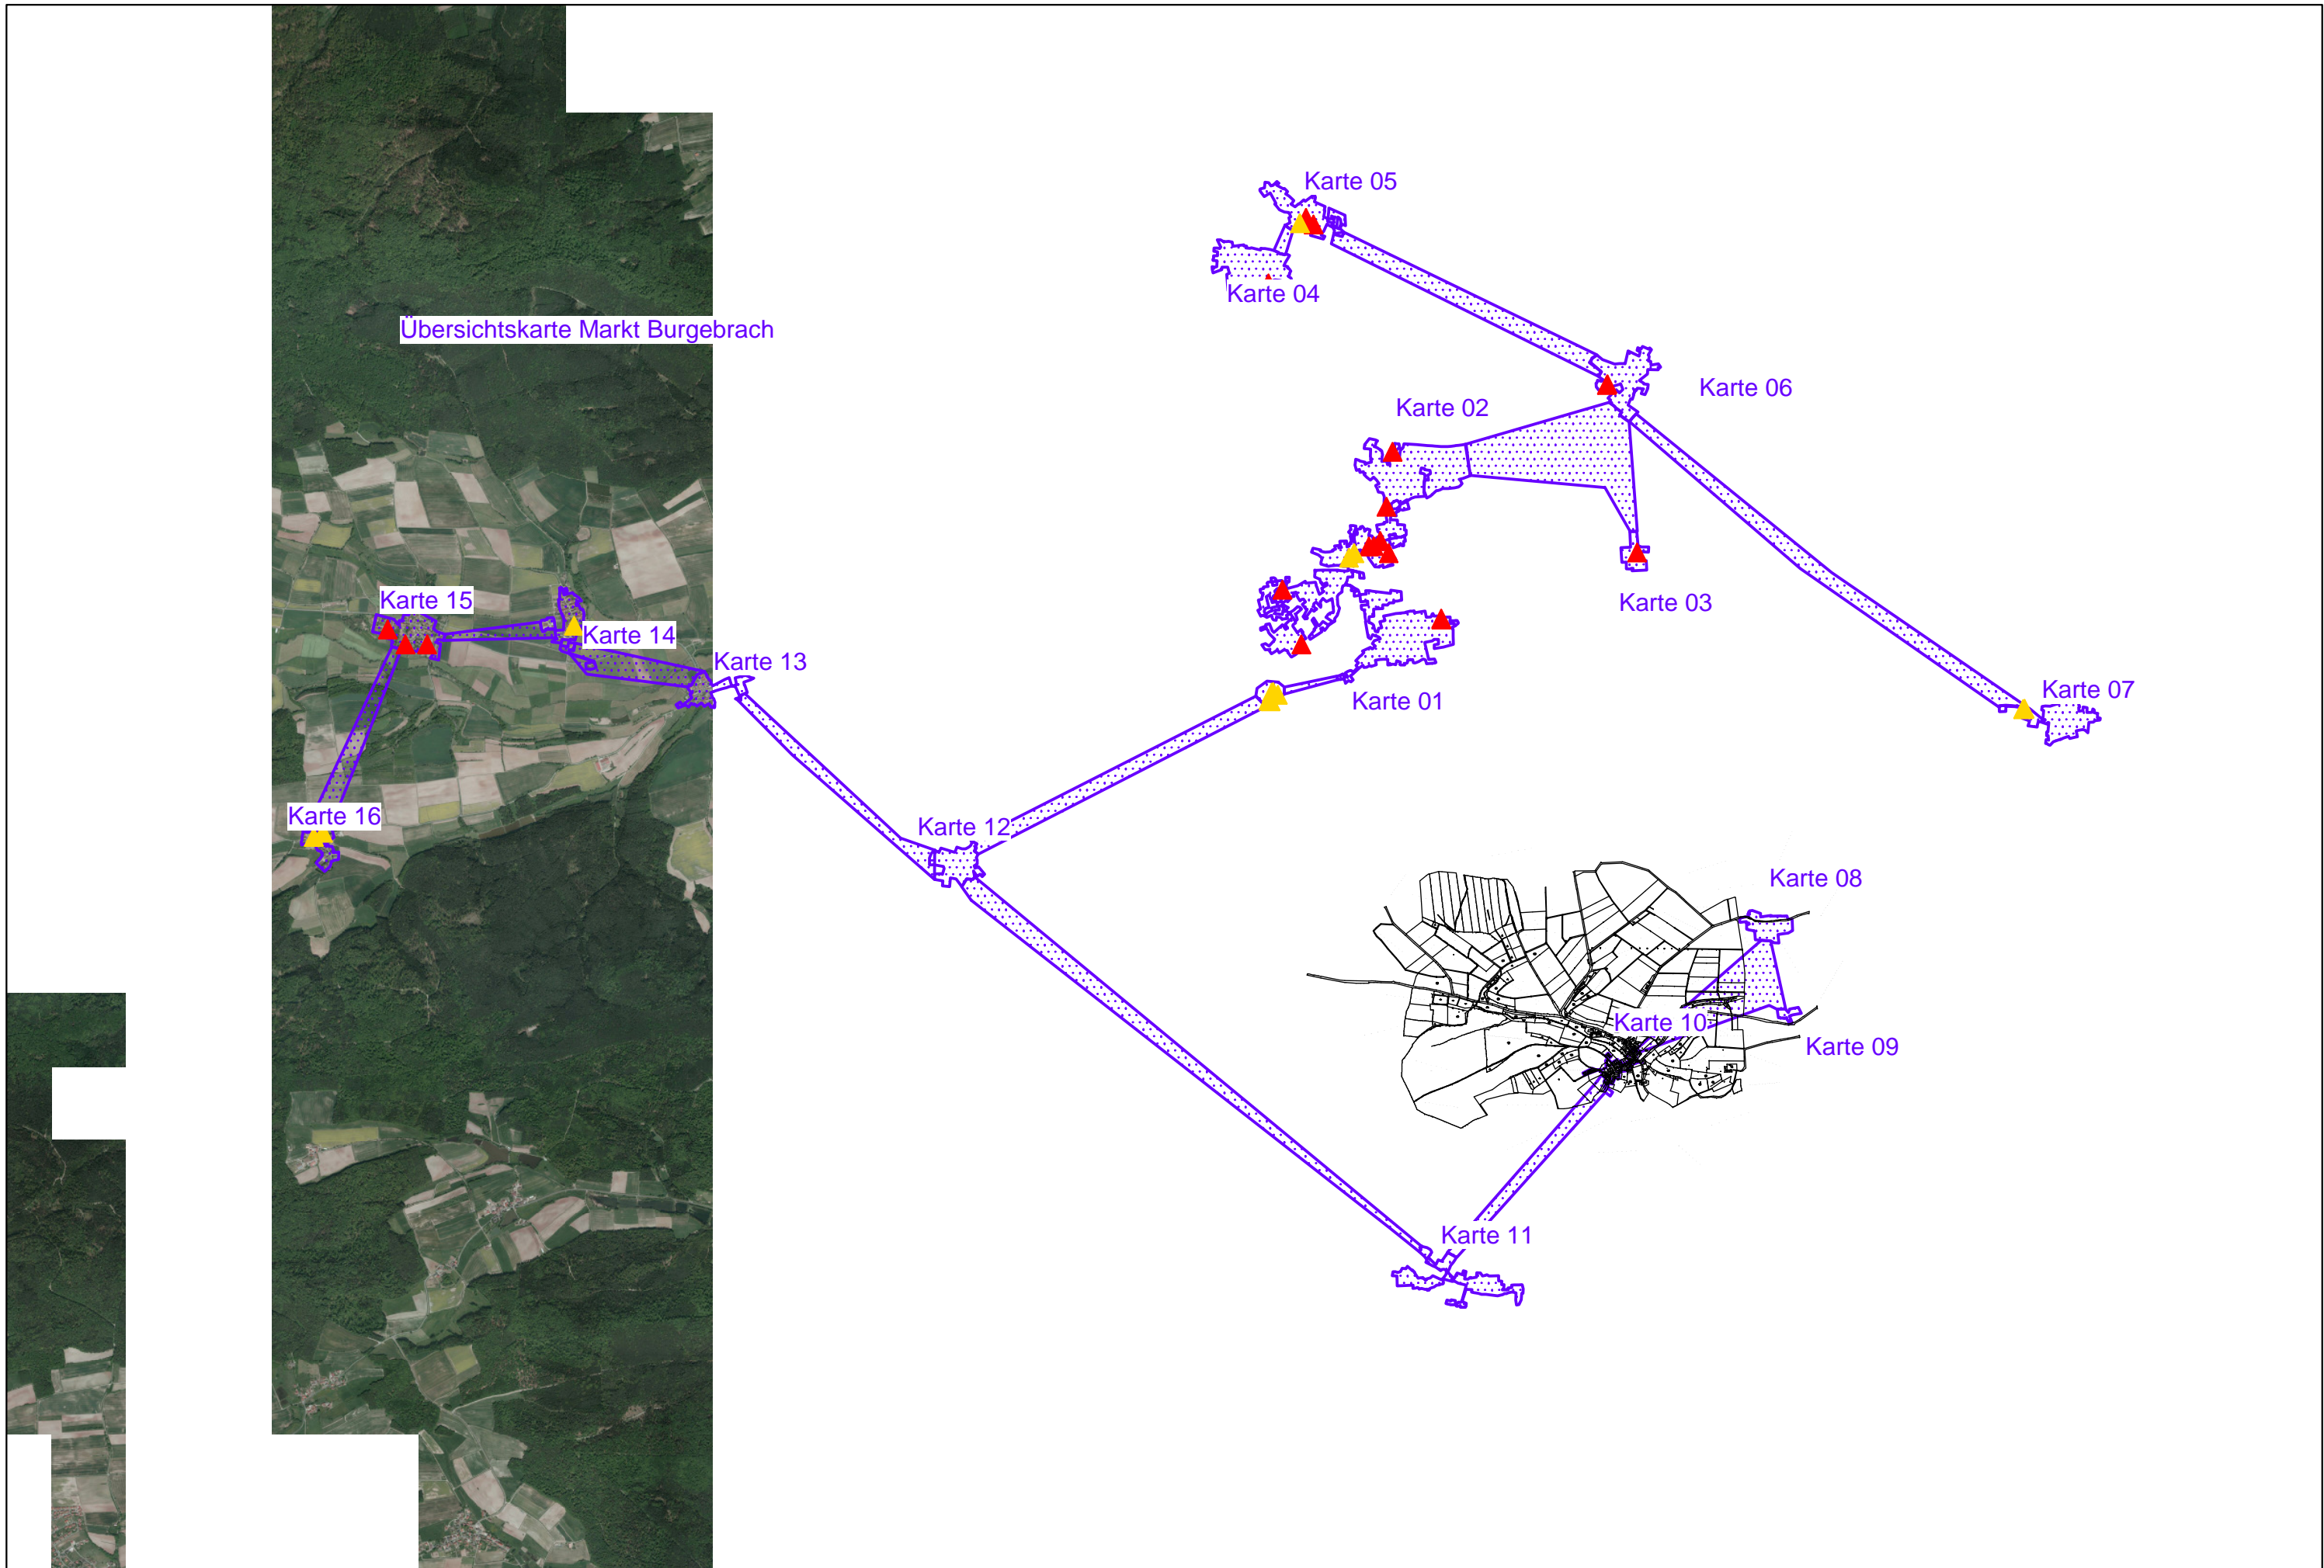 Karte 05
Karte 04
Übersichtskarte Markt Burgebrach
Karte 06
Karte 02
Karte 15
Karte 03
Karte 14
Karte 13
Karte 07
Karte 01
Karte 16
Karte 12
Karte 08
Karte 10
Karte 09
Karte 11